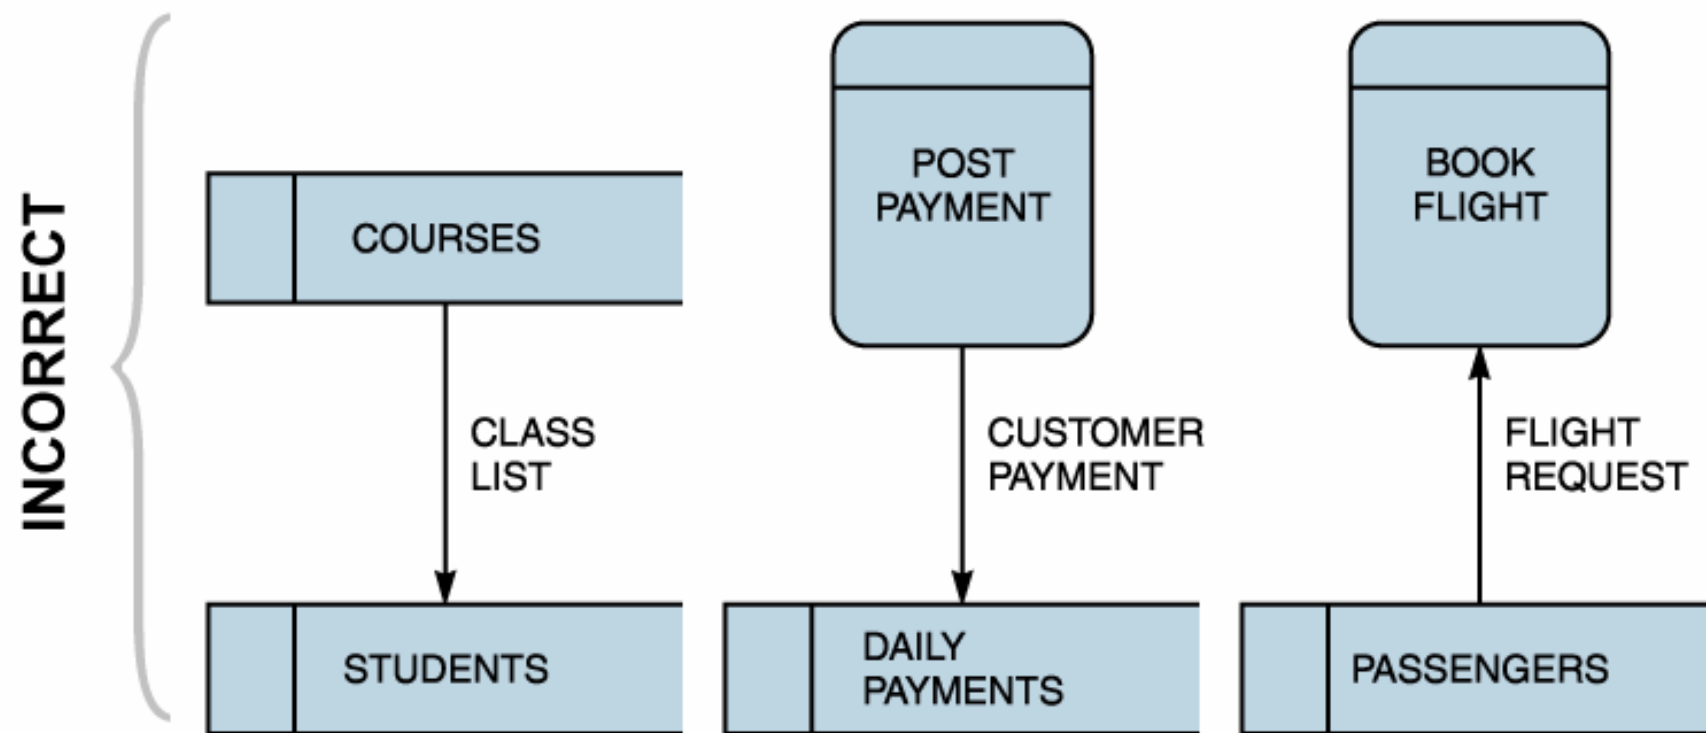 INCORRECT
COURSES
CLASS
LIST
STUDENTS
POST
PAYMENT
CUSTOMER
PAYMENT
DAILY
PAYMENTS
BOOK
FLIGHT
FLIGHT
REQUEST
PASSENGERS